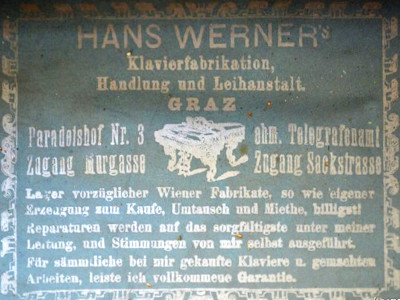 HANS WERNER's
Klavierfabrikation,
Handlung und Leihanstalt.
GRAZ
Paradeishof Nr. 3 ehm. Telegrafenamt
Zugang Murgasse Zugang Sackstrasse
Lager vorzüglicher Wiener Fabrikate, so wie eigener
Erzeugung zum Kaufe, Umtausch und Miethe, billigst!
Reparaturen werden auf das sorgfältigste unter meiner
Leitung, und Stimmungen von mir selbst ausgeführt.
Für sämmtliche bei mir gekaufte Klaviere u. gemachten
Arbeiten, leiste ich vollkommene Garantie.